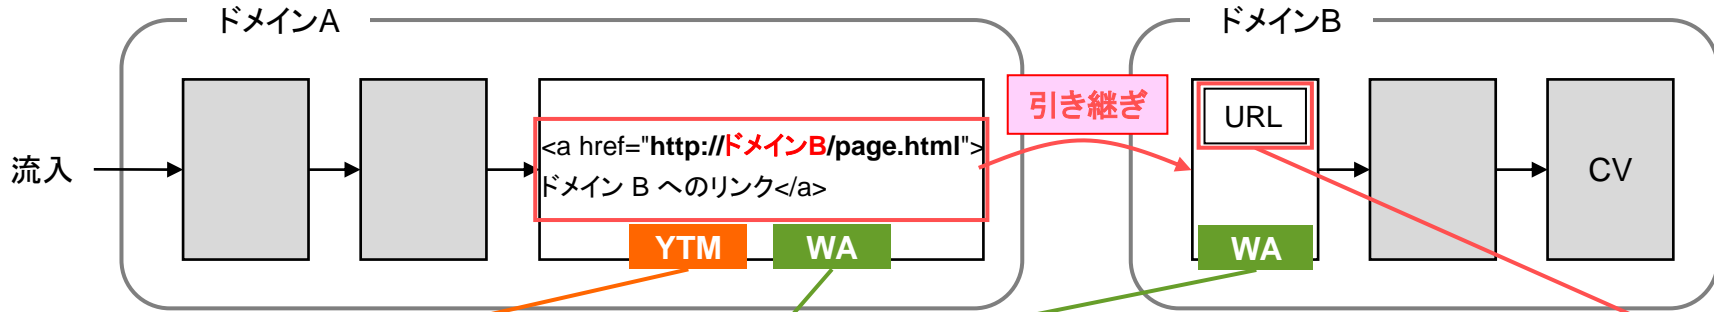 ドメインA
ドメインB
引き継ぎ
URL
<a href="http://ドメインB/page.html">
ドメイン B へのリンク</a>
流入
CV
YTM
WA
WA